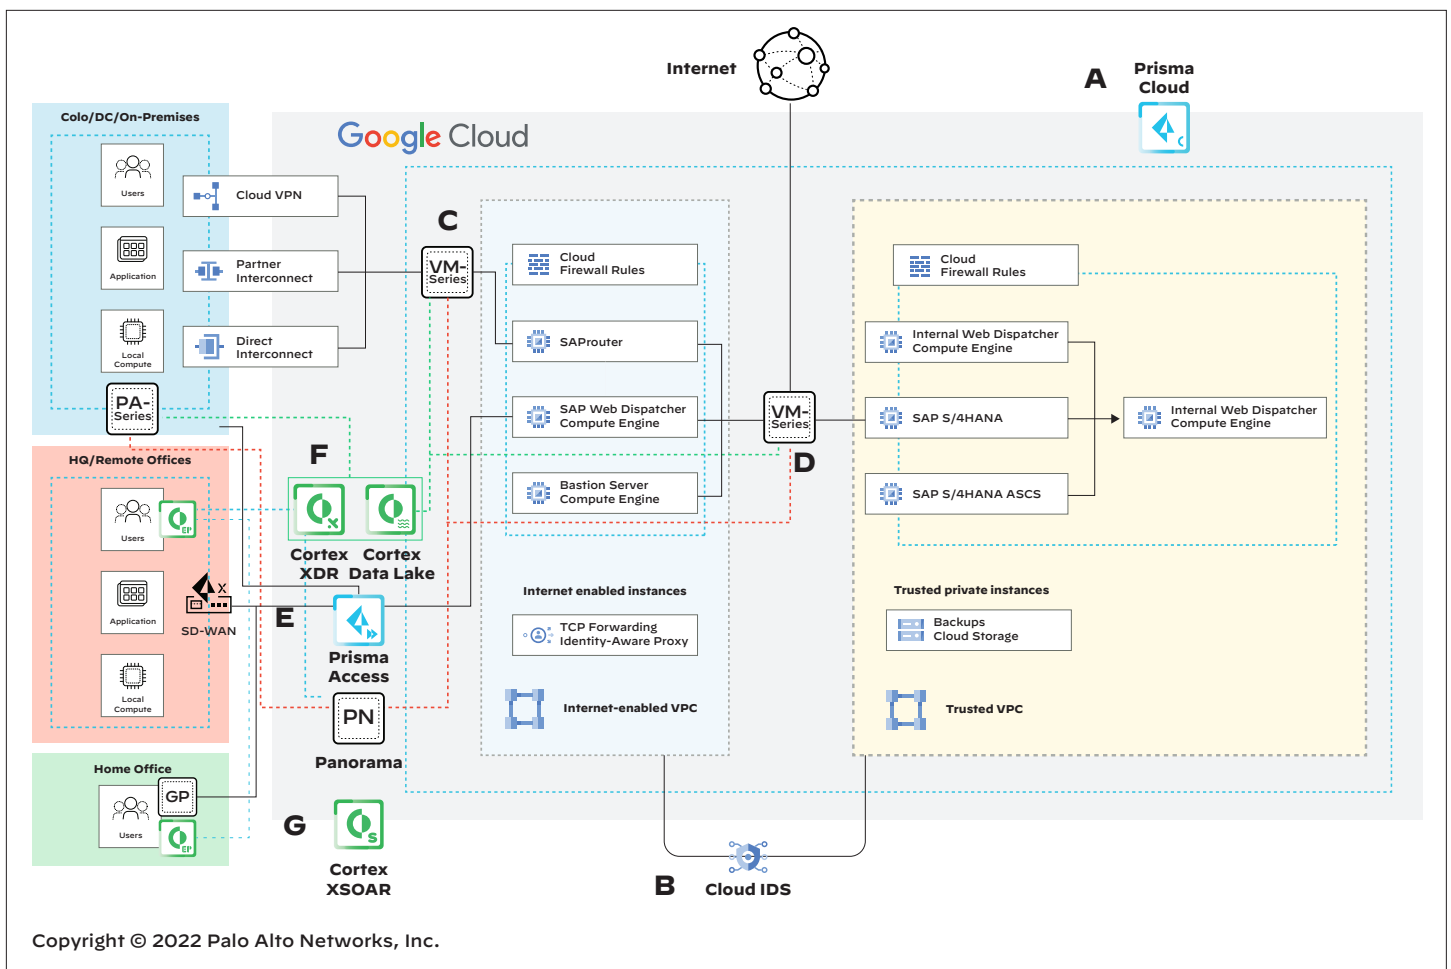 Internet
A
Prisma
Cloud
Google Cloud
Colo/DC/On-Premises
Users
Application
Local
Compute
PA-
Series
Cloud VPN
Partner
Interconnect
Direct
Interconnect
C
VM-
Series
Cloud
Firewall Rules
SAProuter
SAP Web Dispatcher
Compute Engine
Bastion Server
Compute Engine
Internet enabled instances
TCP Forwarding
Identity-Aware Proxy
Internet-enabled VPC
VM-
Series
D
Cloud
Firewall Rules
Internal Web Dispatcher
Compute Engine
SAP S/4HANA
SAP S/4HANA ASCS
Internal Web Dispatcher
Compute Engine
Trusted private instances
Backups
Cloud Storage
Trusted VPC
HQ/Remote Offices
Users
EP
Application
Local
Compute
X
SD-WAN
F
Cortex
XDR
Cortex
Data Lake
E
Prisma
Access
PN
Panorama
Home Office
Users
GP
EP
G
S
Cortex
XSOAR
B
Cloud IDS
Copyright © 2022 Palo Alto Networks, Inc.